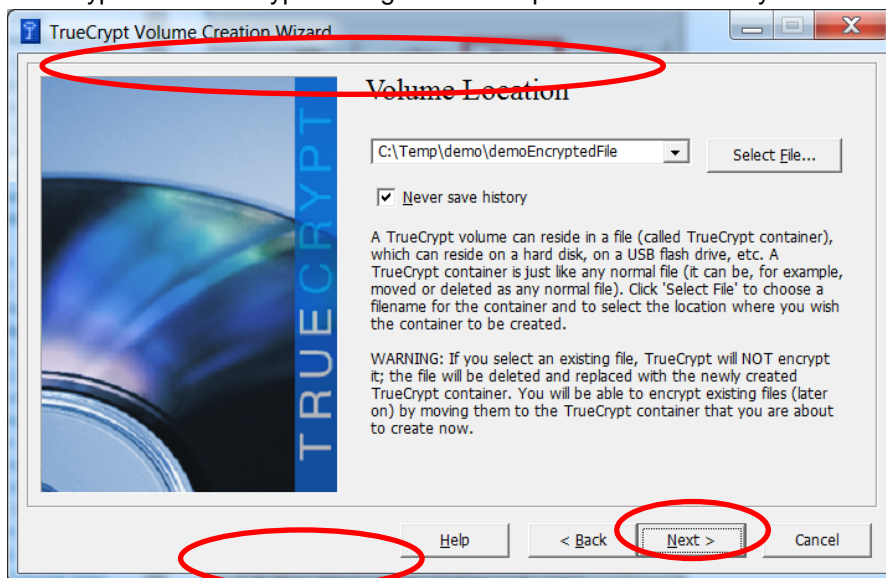 TrueCrypt Volume Creation Wizard
Volume Location
TRUECRYPT
C:\Temp\demo\demoEncryptedFile
Select File...
Never save history
A TrueCrypt volume can reside in a file (called TrueCrypt container),
which can reside on a hard disk, on a USB flash drive, etc. A
TrueCrypt container is just like any normal file (it can be, for example,
moved or deleted as any normal file). Click 'Select File' to choose a
filename for the container and to select the location where you wish
the container to be created.
WARNING: If you select an existing file, TrueCrypt will NOT encrypt
it; the file will be deleted and replaced with the newly created
TrueCrypt container. You will be able to encrypt existing files (later
on) by moving them to the TrueCrypt container that you are about
to create now.
Help
< Back
Next >
Cancel